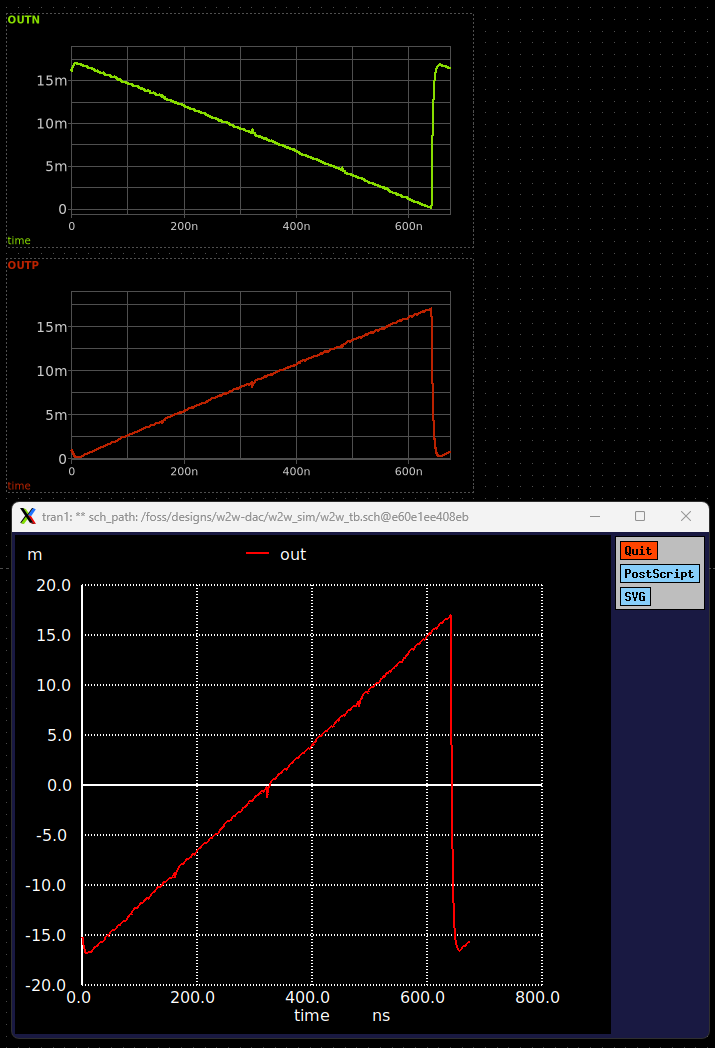 OUTN
15m
10m
5m
0
0 200n 400n 600n
time
OUTP
15m
10m
5m
0
0 200n 400n 600n
time
tran1: ** sch_path: /foss/designs/w2w-dac/w2w_sim/w2w_tb.sch@e60e1ee408eb
Quit
PostScript
SVG
m out
20.0
15.0
10.0
5.0
0.0
-5.0
-10.0
-15.0
-20.0
0.0 200.0 400.0 600.0 800.0
time ns